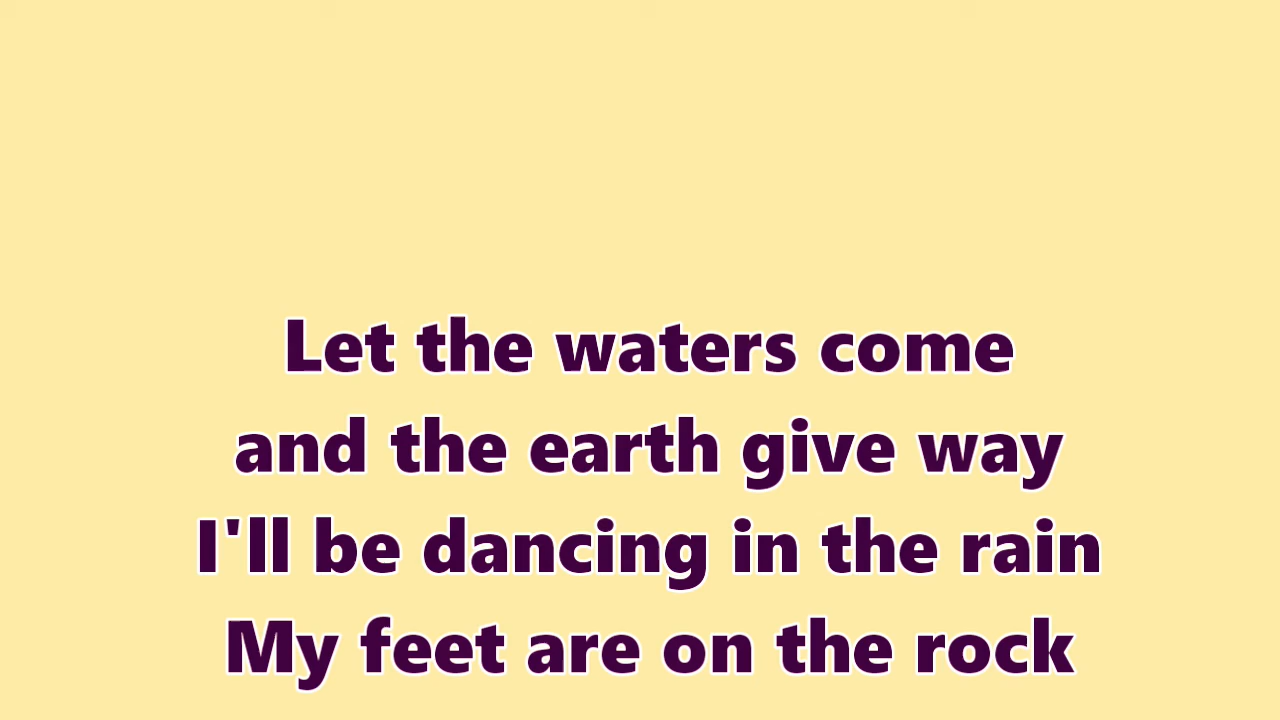 Let the waters come
and the earth give way
I'll be dancing in the rain
My feet are on the rock